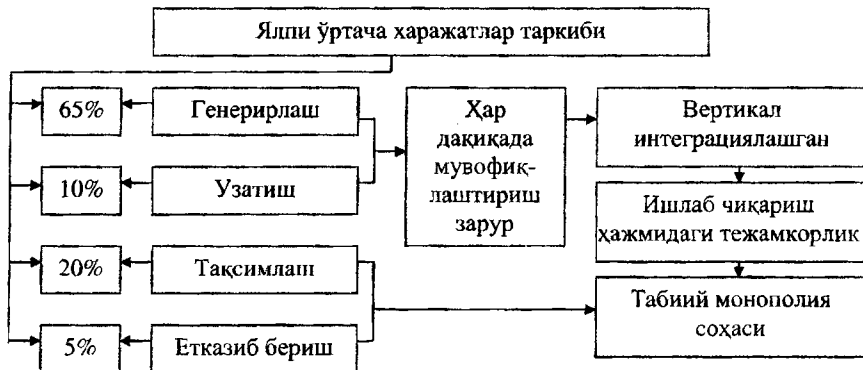 Ялпи ўртача харажатлар таркиби
65%
Генерирлаш
10%
Узатиш
20%
Тақсимлаш
5%
Етказиб бериш
Ҳар
дақиқада
мувофиқ-
лаштириш
зарур
Вертикал
интеграциялашган
Ишлаб чиқариш
ҳажмидаги тежамкорлик
Табиий монополия
соҳаси